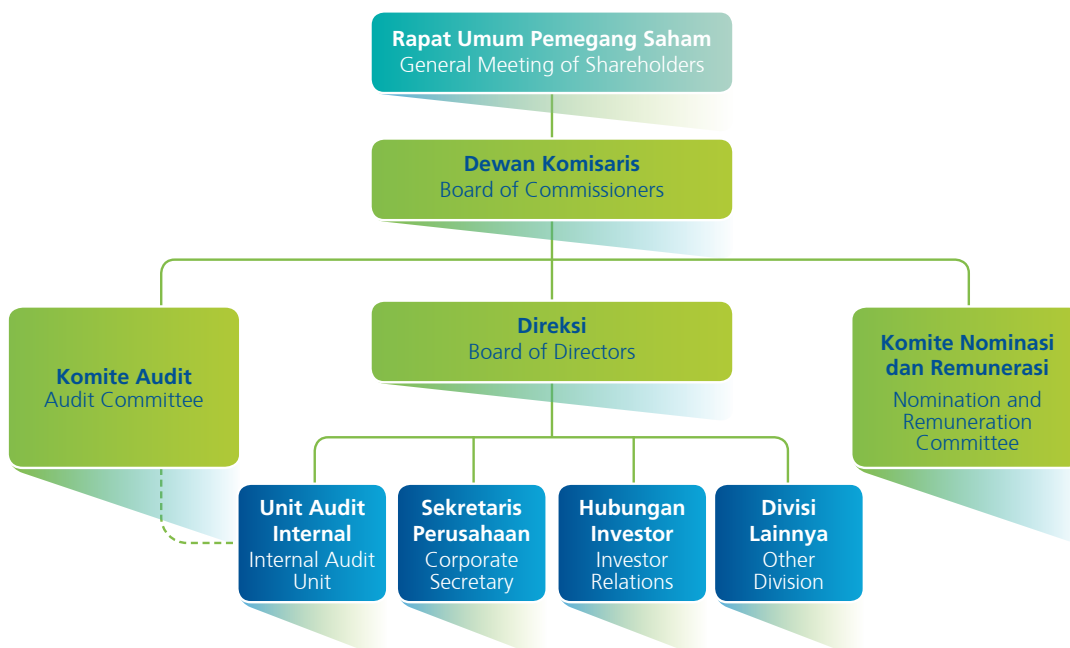 Rapat Umum Pemegang Saham
General Meeting of Shareholders
Dewan Komisaris
Board of Commissioners
Komite Audit
Audit Committee
Direksi
Board of Directors
Komite Nominasi
dan Remunerasi
Nomination and
Remuneration
Committee
Unit Audit
Internal
Internal Audit
Unit
Sekretaris
Perusahaan
Corporate
Secretary
Hubungan
Investor
Investor
Relations
Divisi
Lainnya
Other
Division